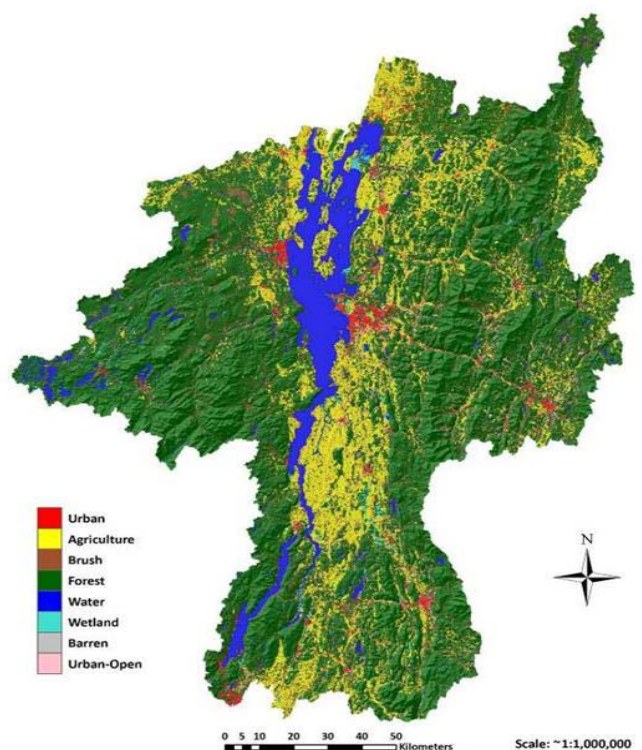 Urban
Agriculture
Brush
Forest
Water
Wetland
Barren
Urban-Open
N
0 5 10 20 30 40 50
Kilometers
Scale: ~1:1,000,000